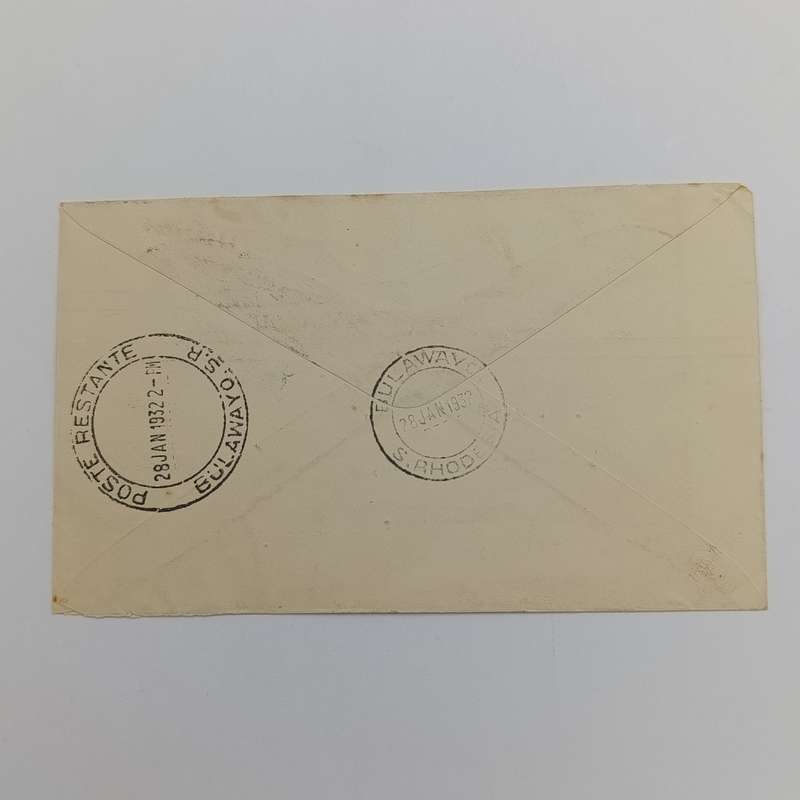 POSTE RESTANTE
28 JAN 1932 2-PM
BULAWAYO. S.R
BULAWAYO
28 JAN 1932
S. RHODESIA